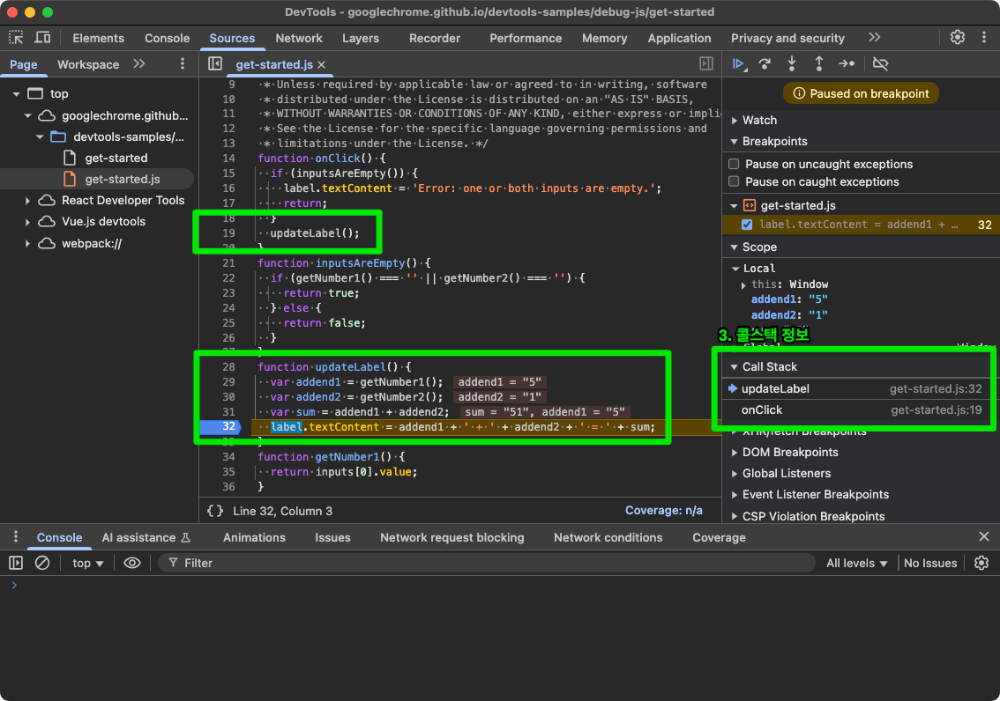 DevTools - googlechrome.github.io/devtools-samples/debug-js/get-started
Elements Console Sources Network Layers Recorder Performance Memory Application Privacy and security
Page Workspace
get-started.js
top
googlechrome.github...
devtools-samples/...
get-started
get-started.js
React Developer Tools
Vue.js devtools
webpack://
9 * Unless required by applicable law or agreed to in writing, software
10 * distributed under the License is distributed on an "AS IS" BASIS,
11 * WITHOUT WARRANTIES OR CONDITIONS OF ANY KIND, either express or impli
12 * See the License for the specific language governing permissions and
13 * limitations under the License. */
14 function onClick() {
15 if (inputsAreEmpty()) {
16 label.textContent = 'Error: one or both inputs are empty.';
17 return;
18 }
19 updateLabel();
20 }
21 function inputsAreEmpty() {
22 if (getNumber1() === '' || getNumber2() === '') {
23 return true;
24 } else {
25 return false;
26 }
27 }
28 function updateLabel() {
29 var addend1 = getNumber1(); addend1 = "5"
30 var addend2 = getNumber2(); addend2 = "1"
31 var sum = addend1 + addend2; sum = "51", addend1 = "5"
32 label.textContent = addend1 + ' + ' + addend2 + ' = ' + sum;
33 }
34 function getNumber1() {
35 return inputs[0].value;
36 }
{} Line 32, Column 3 Coverage: n/a
Paused on breakpoint
Watch
Breakpoints
Pause on uncaught exceptions
Pause on caught exceptions
get-started.js
label.textContent = addend1 + … 32
Scope
Local
this: Window
addend1: "5"
addend2: "1"
3. 콜스택 정보
Global Window
Call Stack
updateLabel get-started.js:32
onClick get-started.js:19
XHR/fetch Breakpoints
DOM Breakpoints
Global Listeners
Event Listener Breakpoints
CSP Violation Breakpoints
Console AI assistance Animations Issues Network request blocking Network conditions Coverage
top Filter All levels No Issues